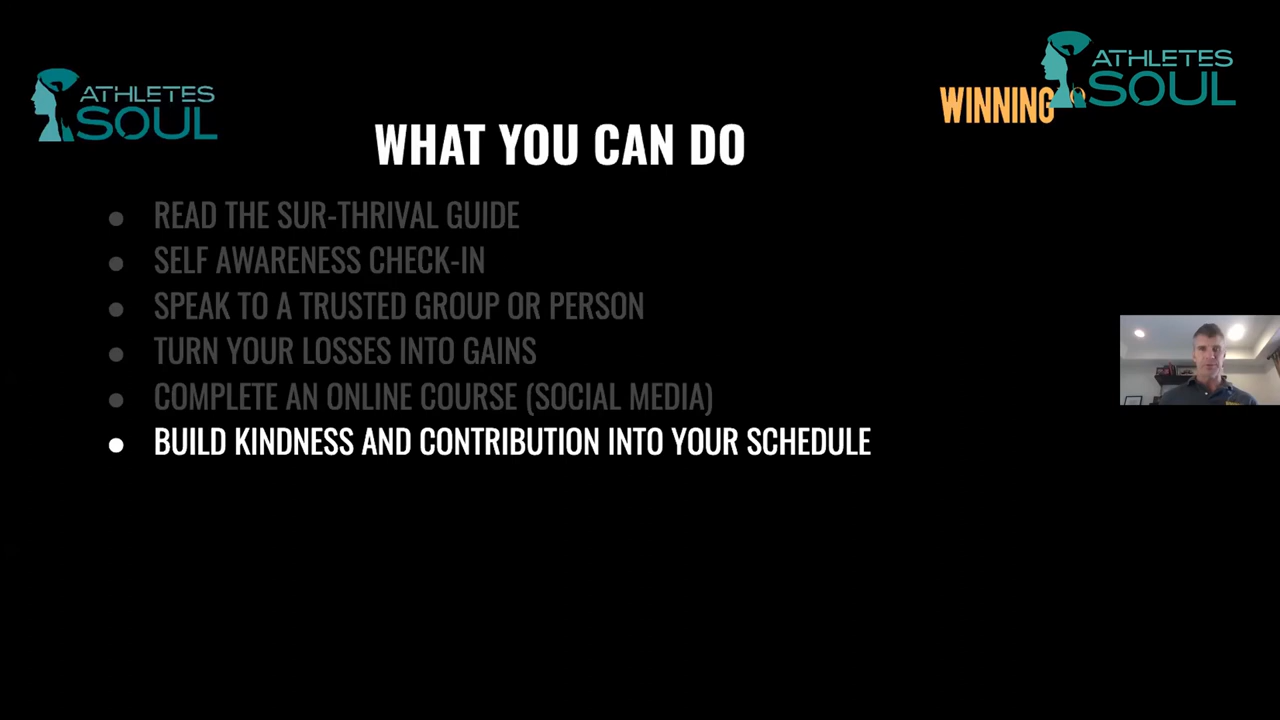 ATHLETES
SOUL
ATHLETES
SOUL
WINNING
WHAT YOU CAN DO
● READ THE SUR-THRIVAL GUIDE
● SELF AWARENESS CHECK-IN
● SPEAK TO A TRUSTED GROUP OR PERSON
● TURN YOUR LOSSES INTO GAINS
● COMPLETE AN ONLINE COURSE (SOCIAL MEDIA)
● BUILD KINDNESS AND CONTRIBUTION INTO YOUR SCHEDULE